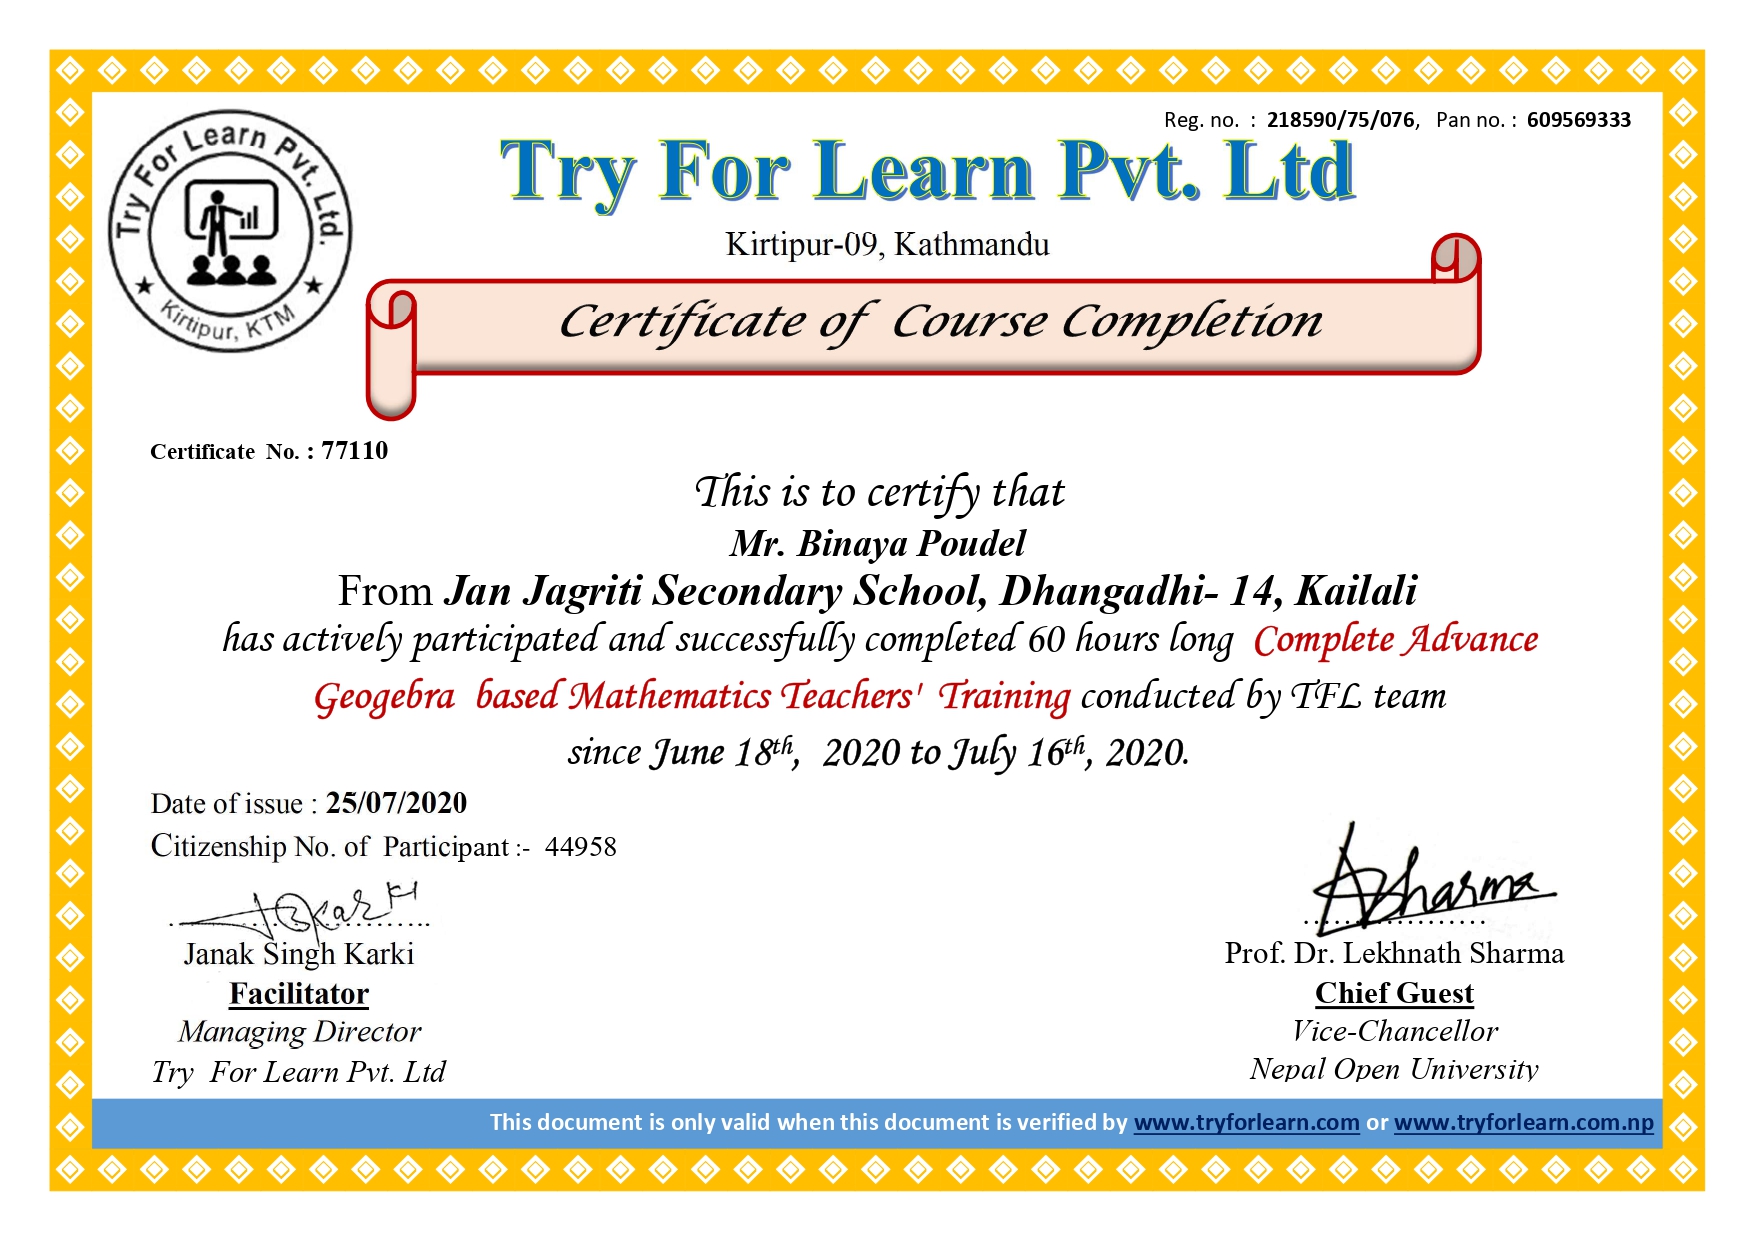 Reg. no. : 218590/75/076, Pan no. : 609569333
Try For Learn Pvt. Ltd.
Kirtipur, KTM
Try For Learn Pvt. Ltd
Kirtipur-09, Kathmandu
Certificate of Course Completion
Certificate No. : 77110
This is to certify that
Mr. Binaya Poudel
From Jan Jagriti Secondary School, Dhangadhi- 14, Kailali
has actively participated and successfully completed 60 hours long Complete Advance
Geogebra based Mathematics Teachers' Training conducted by TFL team
since June 18th, 2020 to July 16th, 2020.
Date of issue : 25/07/2020
Citizenship No. of Participant :- 44958
Janak Singh Karki
Facilitator
Managing Director
Try For Learn Pvt. Ltd
Prof. Dr. Lekhnath Sharma
Chief Guest
Vice-Chancellor
Nepal Open University
This document is only valid when this document is verified by www.tryforlearn.com or www.tryforlearn.com.np